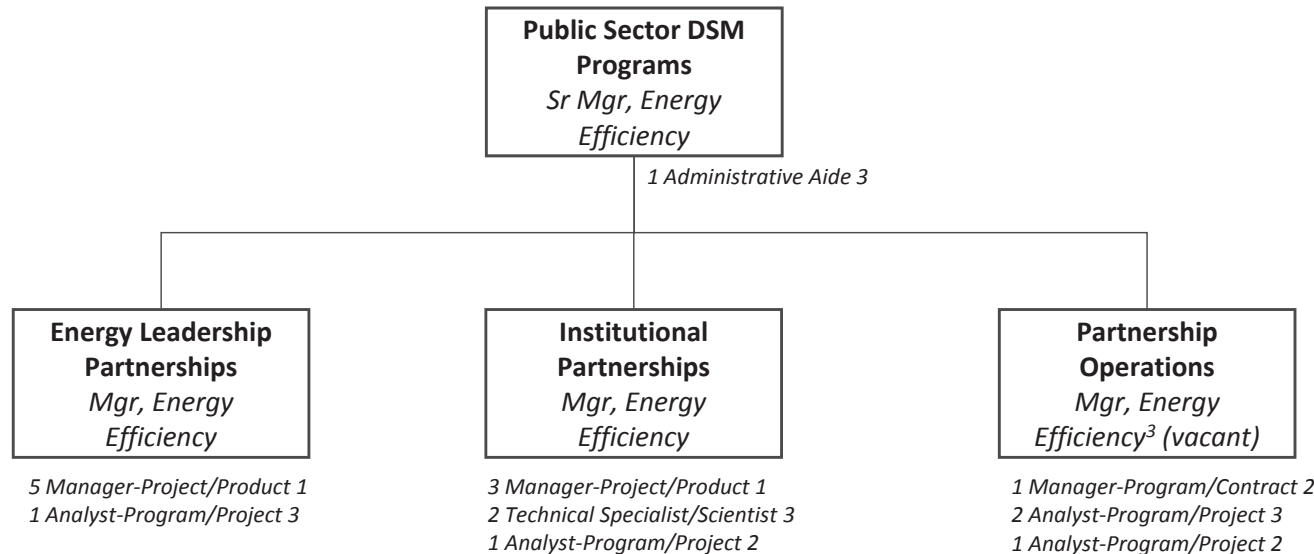 Public Sector DSM
Programs
Sr Mgr, Energy
Efficiency
1 Administrative Aide 3
Energy Leadership
Partnerships
Mgr, Energy
Efficiency
5 Manager-Project/Product 1
1 Analyst-Program/Project 3
Institutional
Partnerships
Mgr, Energy
Efficiency
3 Manager-Project/Product 1
2 Technical Specialist/Scientist 3
1 Analyst-Program/Project 2
Partnership
Operations
Mgr, Energy
Efficiency³ (vacant)
1 Manager-Program/Contract 2
2 Analyst-Program/Project 3
1 Analyst-Program/Project 2